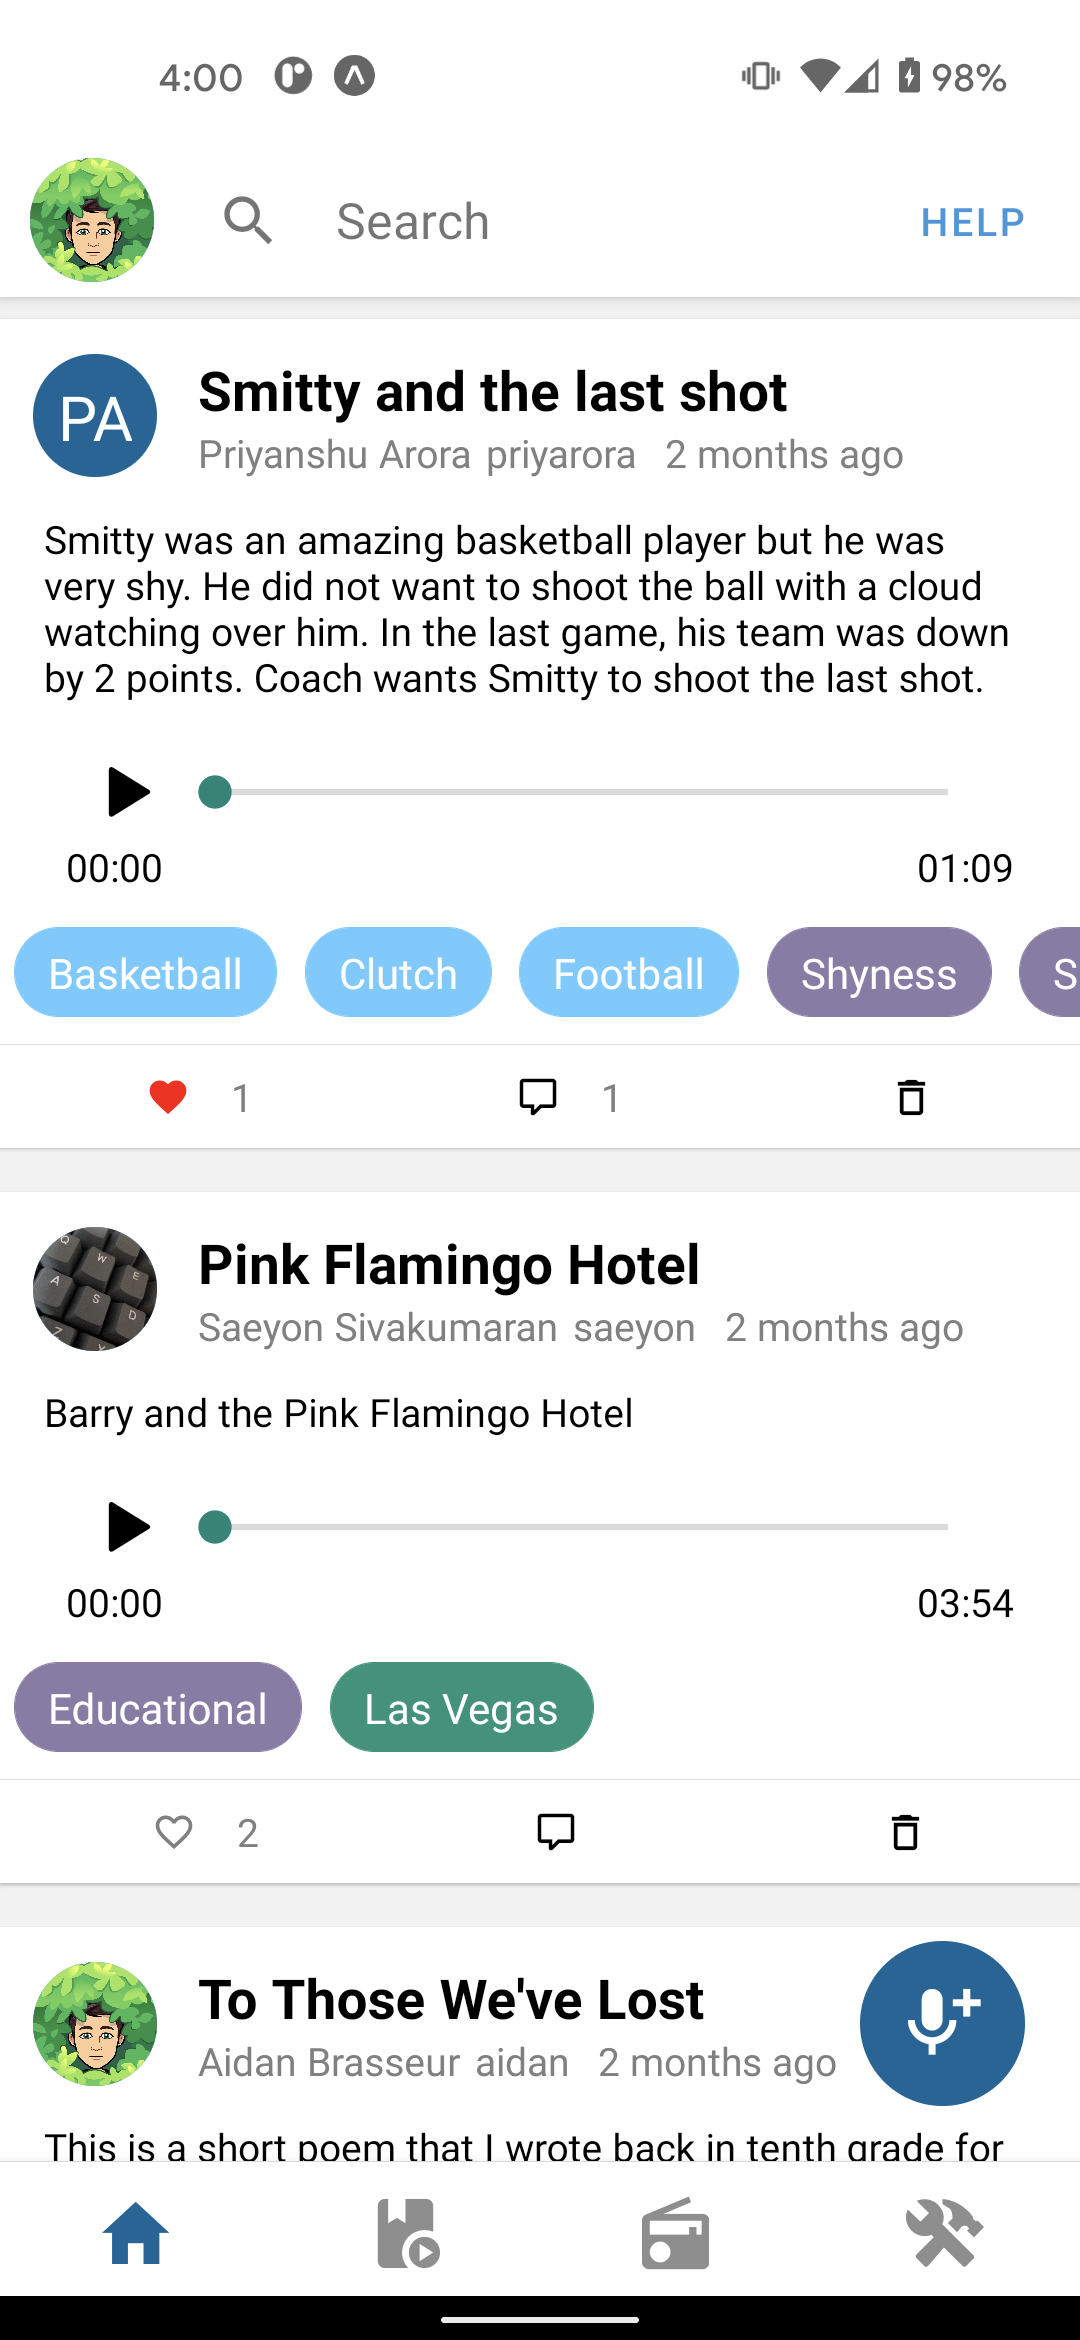 4:00
98%
Search
HELP
PA
Smitty and the last shot
Priyanshu Arora priyarora 2 months ago
Smitty was an amazing basketball player but he was
very shy. He did not want to shoot the ball with a cloud
watching over him. In the last game, his team was down
by 2 points. Coach wants Smitty to shoot the last shot.
00:00
01:09
Basketball
Clutch
Football
Shyness
S
1
1
Pink Flamingo Hotel
Saeyon Sivakumaran saeyon 2 months ago
Barry and the Pink Flamingo Hotel
00:00
03:54
Educational
Las Vegas
2
To Those We've Lost
Aidan Brasseur aidan 2 months ago
This is a short poem that I wrote back in tenth grade for